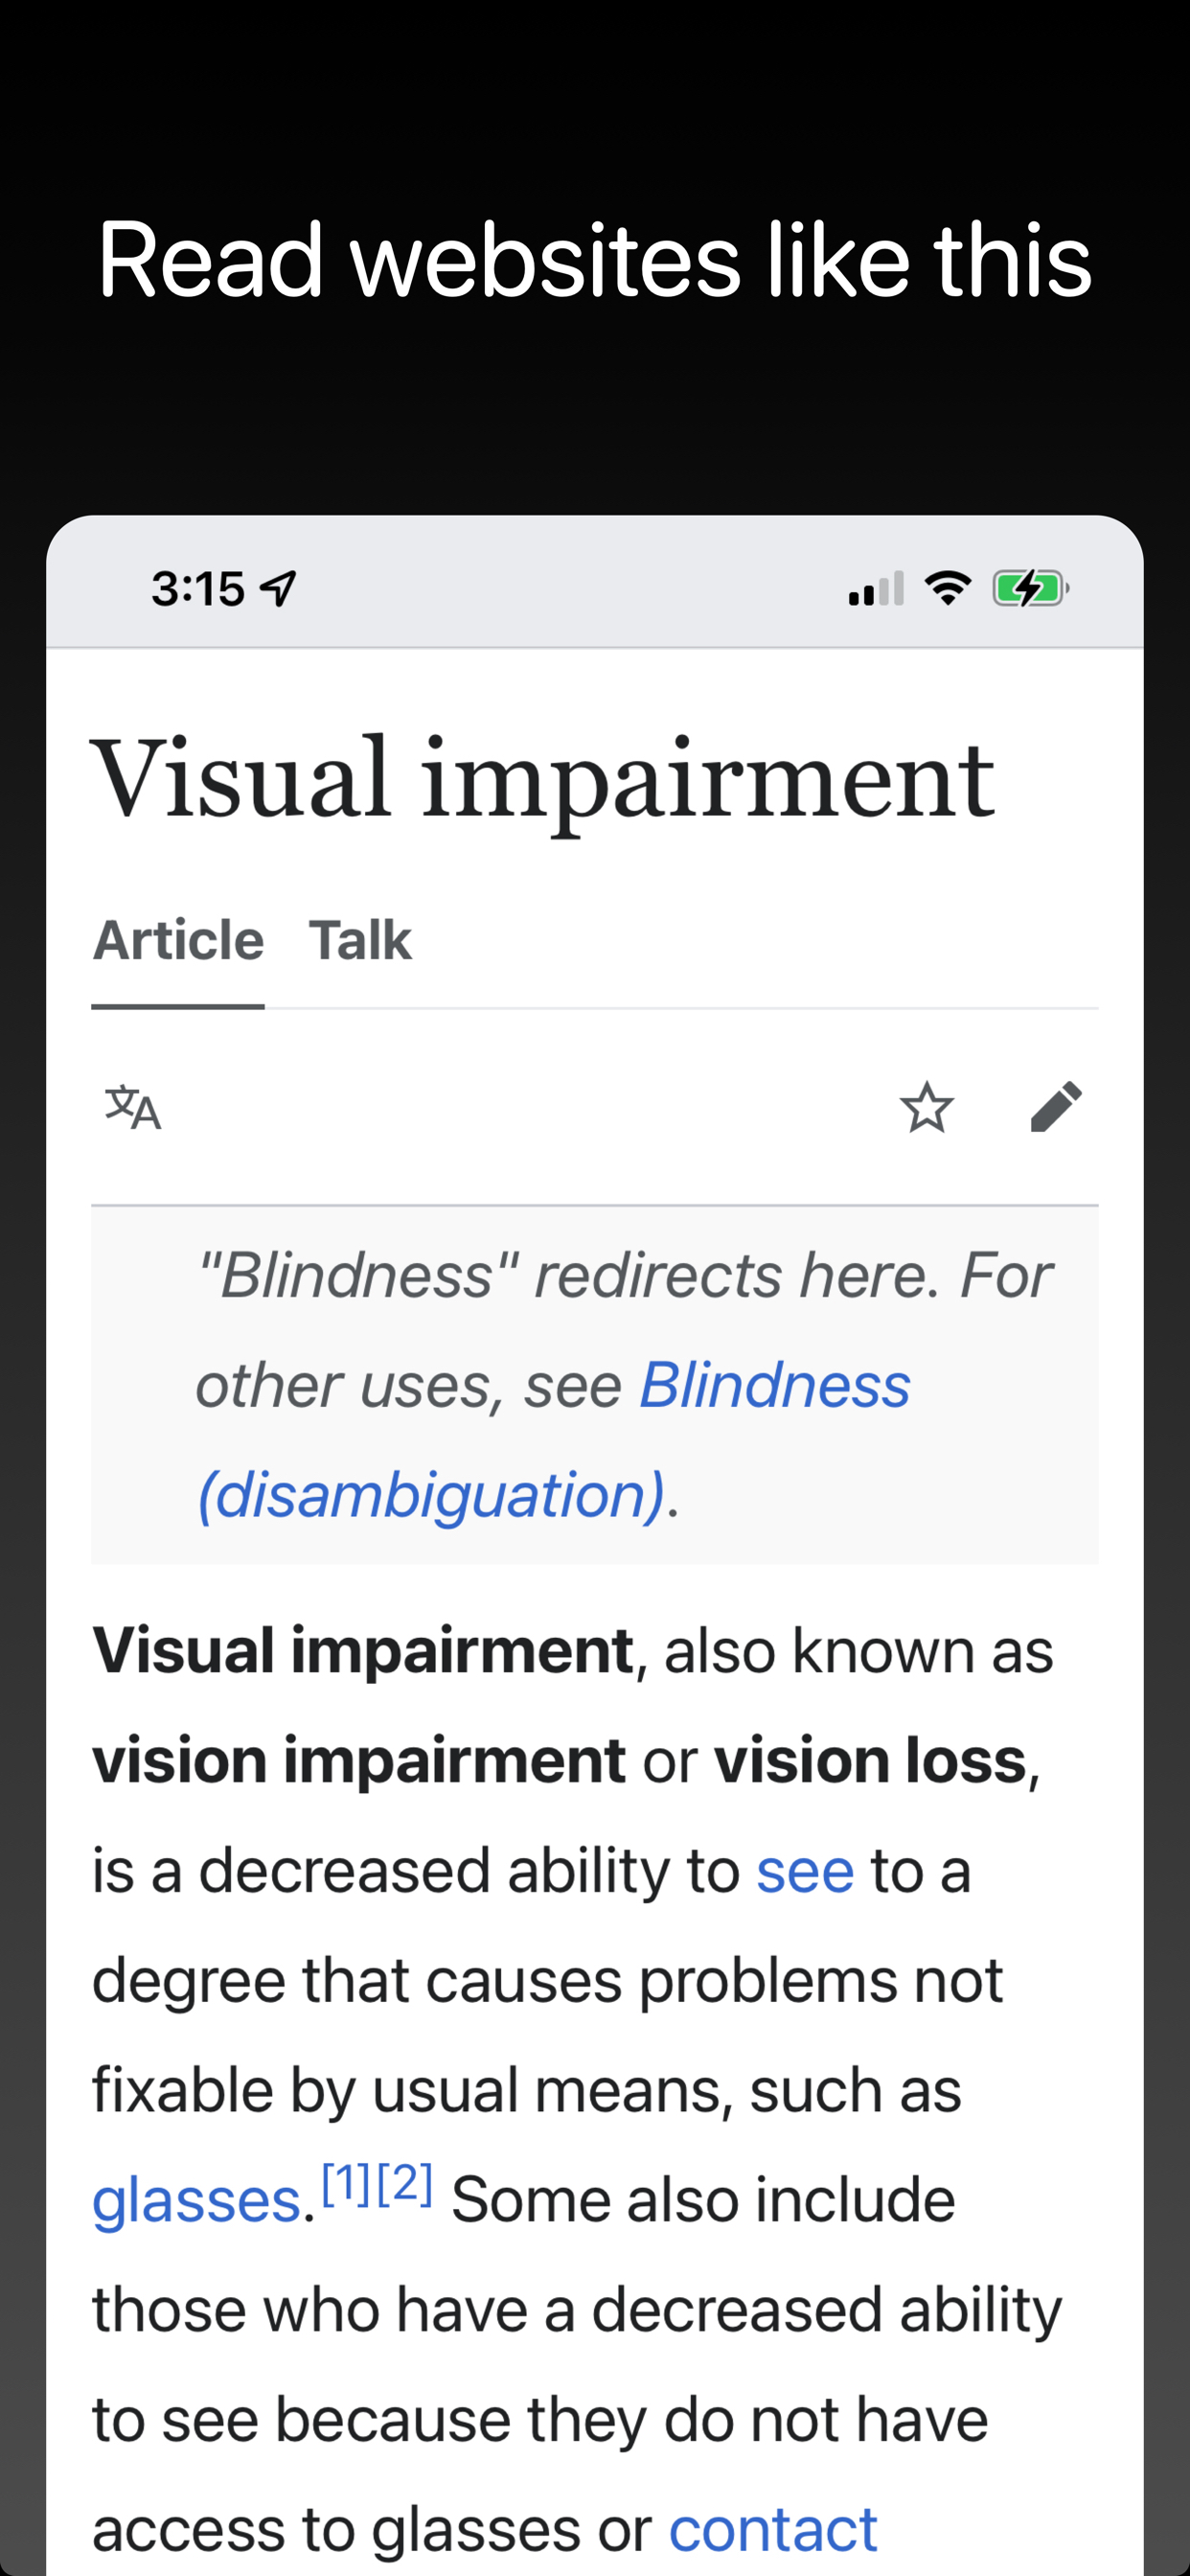 Read websites like this
3:15
Visual impairment
Article Talk
文A
"Blindness" redirects here. For
other uses, see Blindness
(disambiguation).
Visual impairment, also known as
vision impairment or vision loss,
is a decreased ability to see to a
degree that causes problems not
fixable by usual means, such as
glasses.[1][2] Some also include
those who have a decreased ability
to see because they do not have
access to glasses or contact